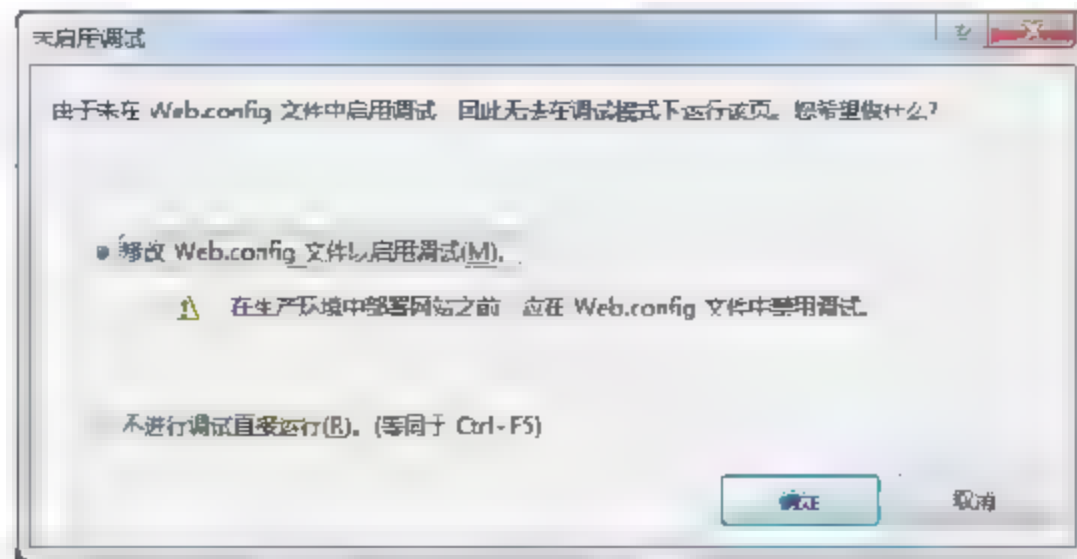 未启用调试
由于未在 Web.config 文件中启用调试 因此无法在调试模式下运行该页。您希望做什么?
修改 Web.config 文件以启用调试(M)。
在生产环境中部署网站之前 应在 Web.config 文件中禁用调试。
不进行调试直接运行(R)。(等同于 Ctrl+F5)
确定 取消